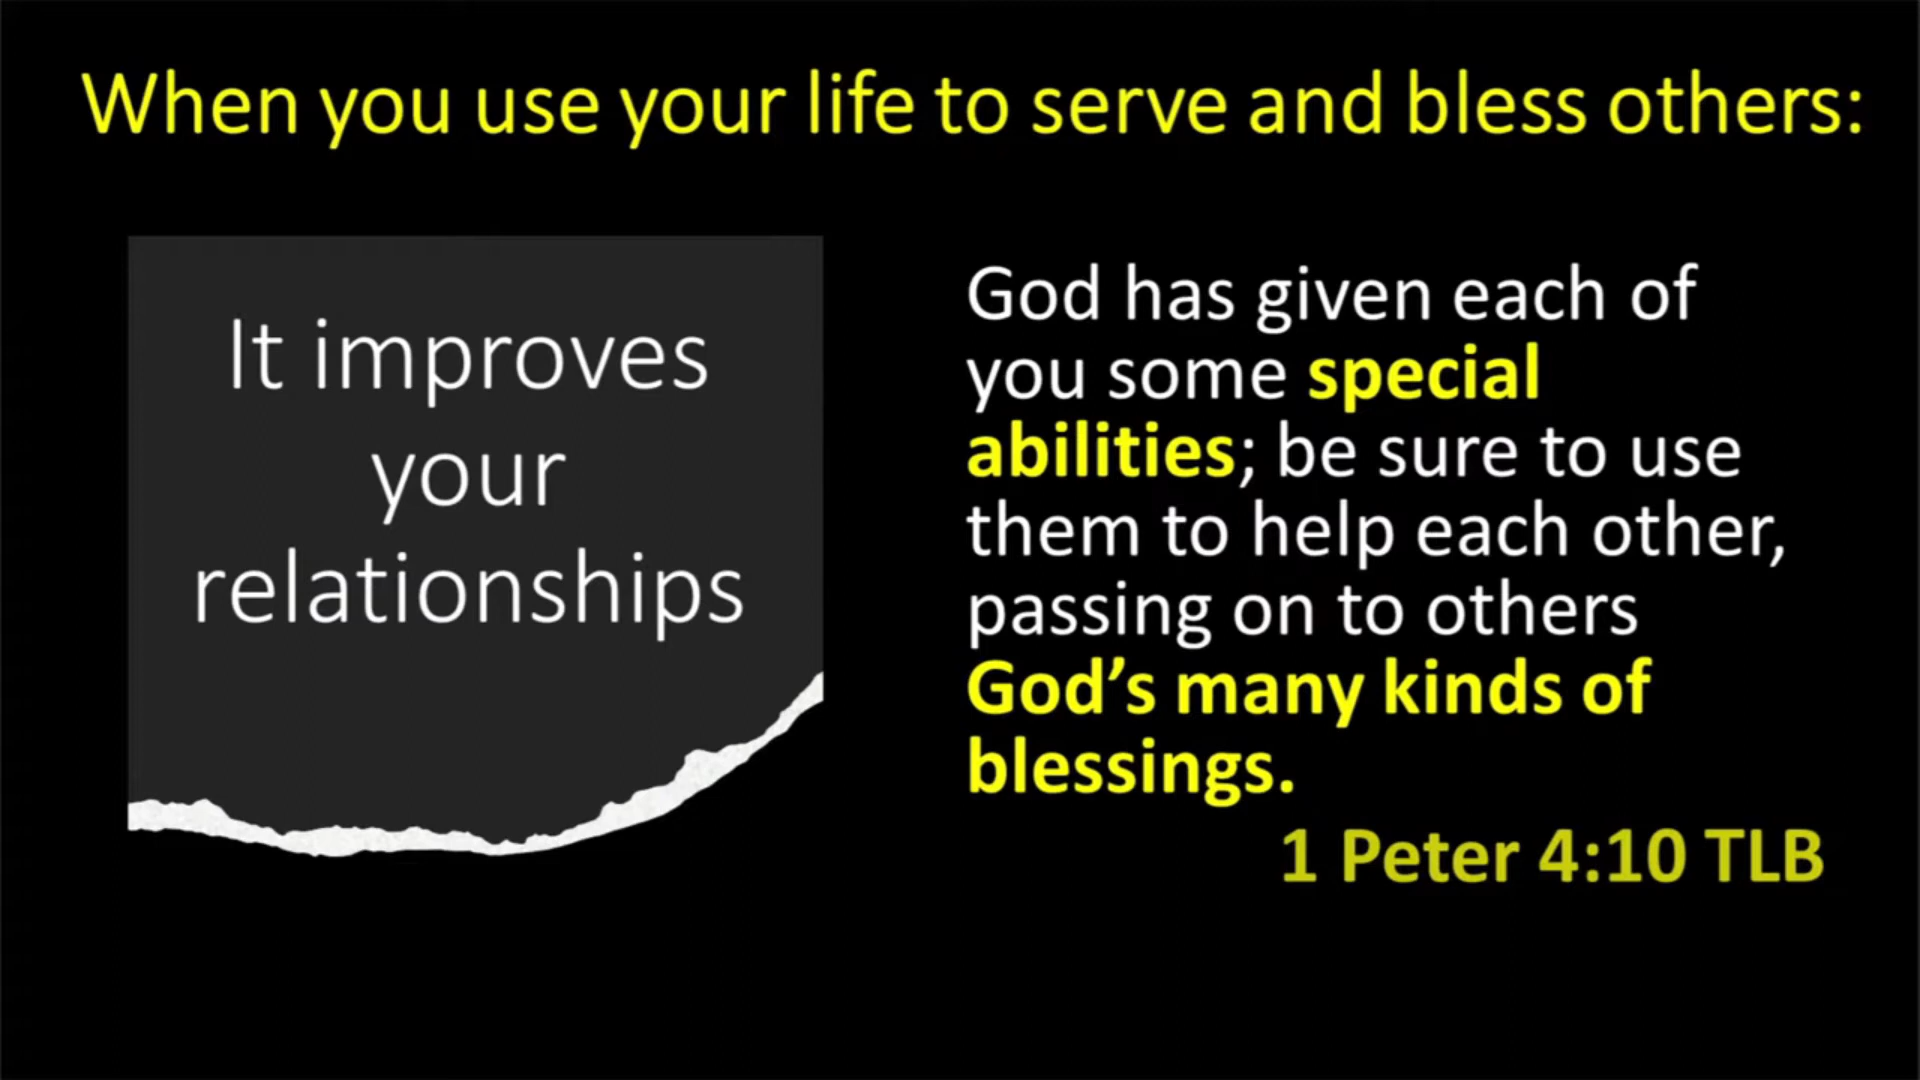 When you use your life to serve and bless others:
It improves
your
relationships
God has given each of
you some special
abilities; be sure to use
them to help each other,
passing on to others
God’s many kinds of
blessings.
1 Peter 4:10 TLB